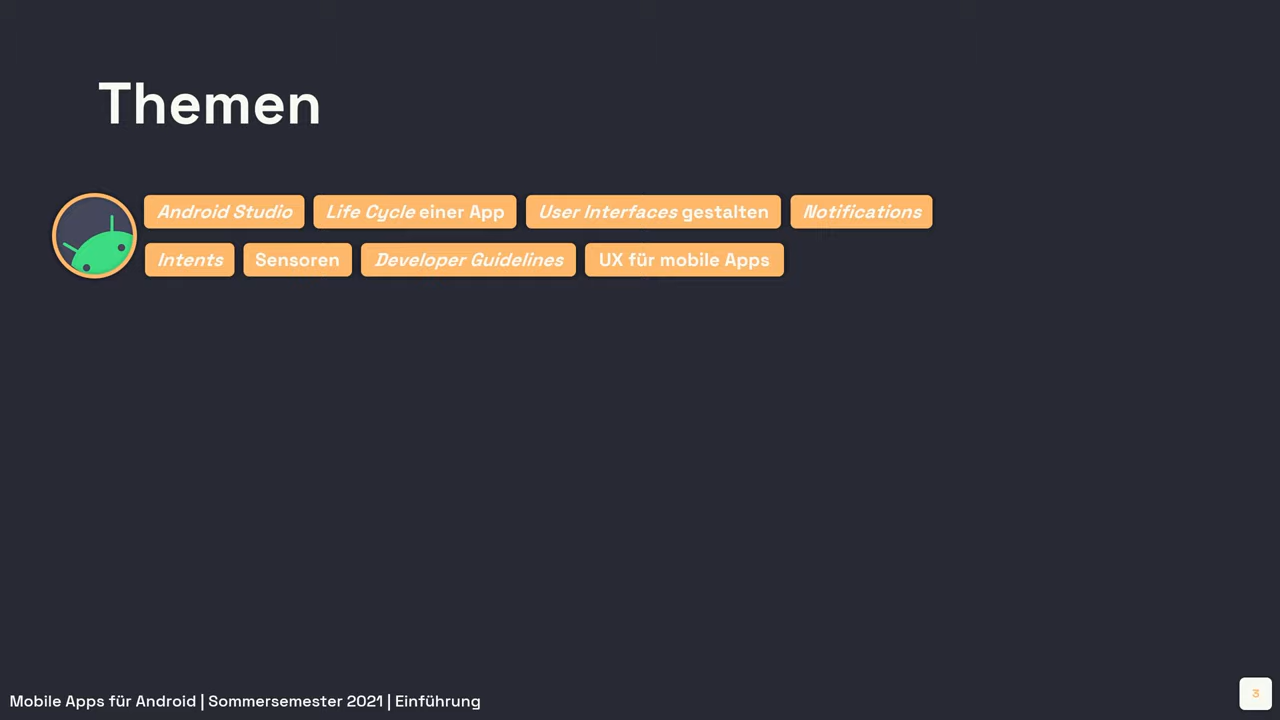 Themen
Android Studio Life Cycle einer App User Interfaces gestalten Notifications
Intents Sensoren Developer Guidelines UX für mobile Apps
Mobile Apps für Android | Sommersemester 2021 | Einführung
3